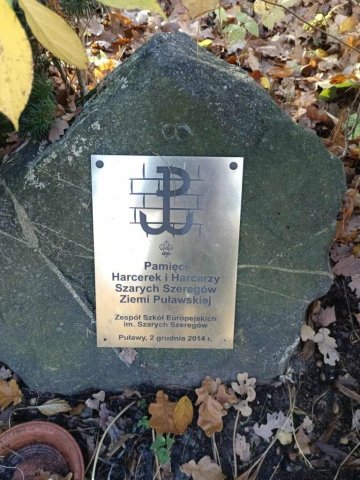 Pamięci
Harcerek i Harcerzy
Szarych Szeregów
Ziemi Puławskiej
Zespół Szkół Europejskich
im. Szarych Szeregów
Puławy, 2 grudnia 2014 r.